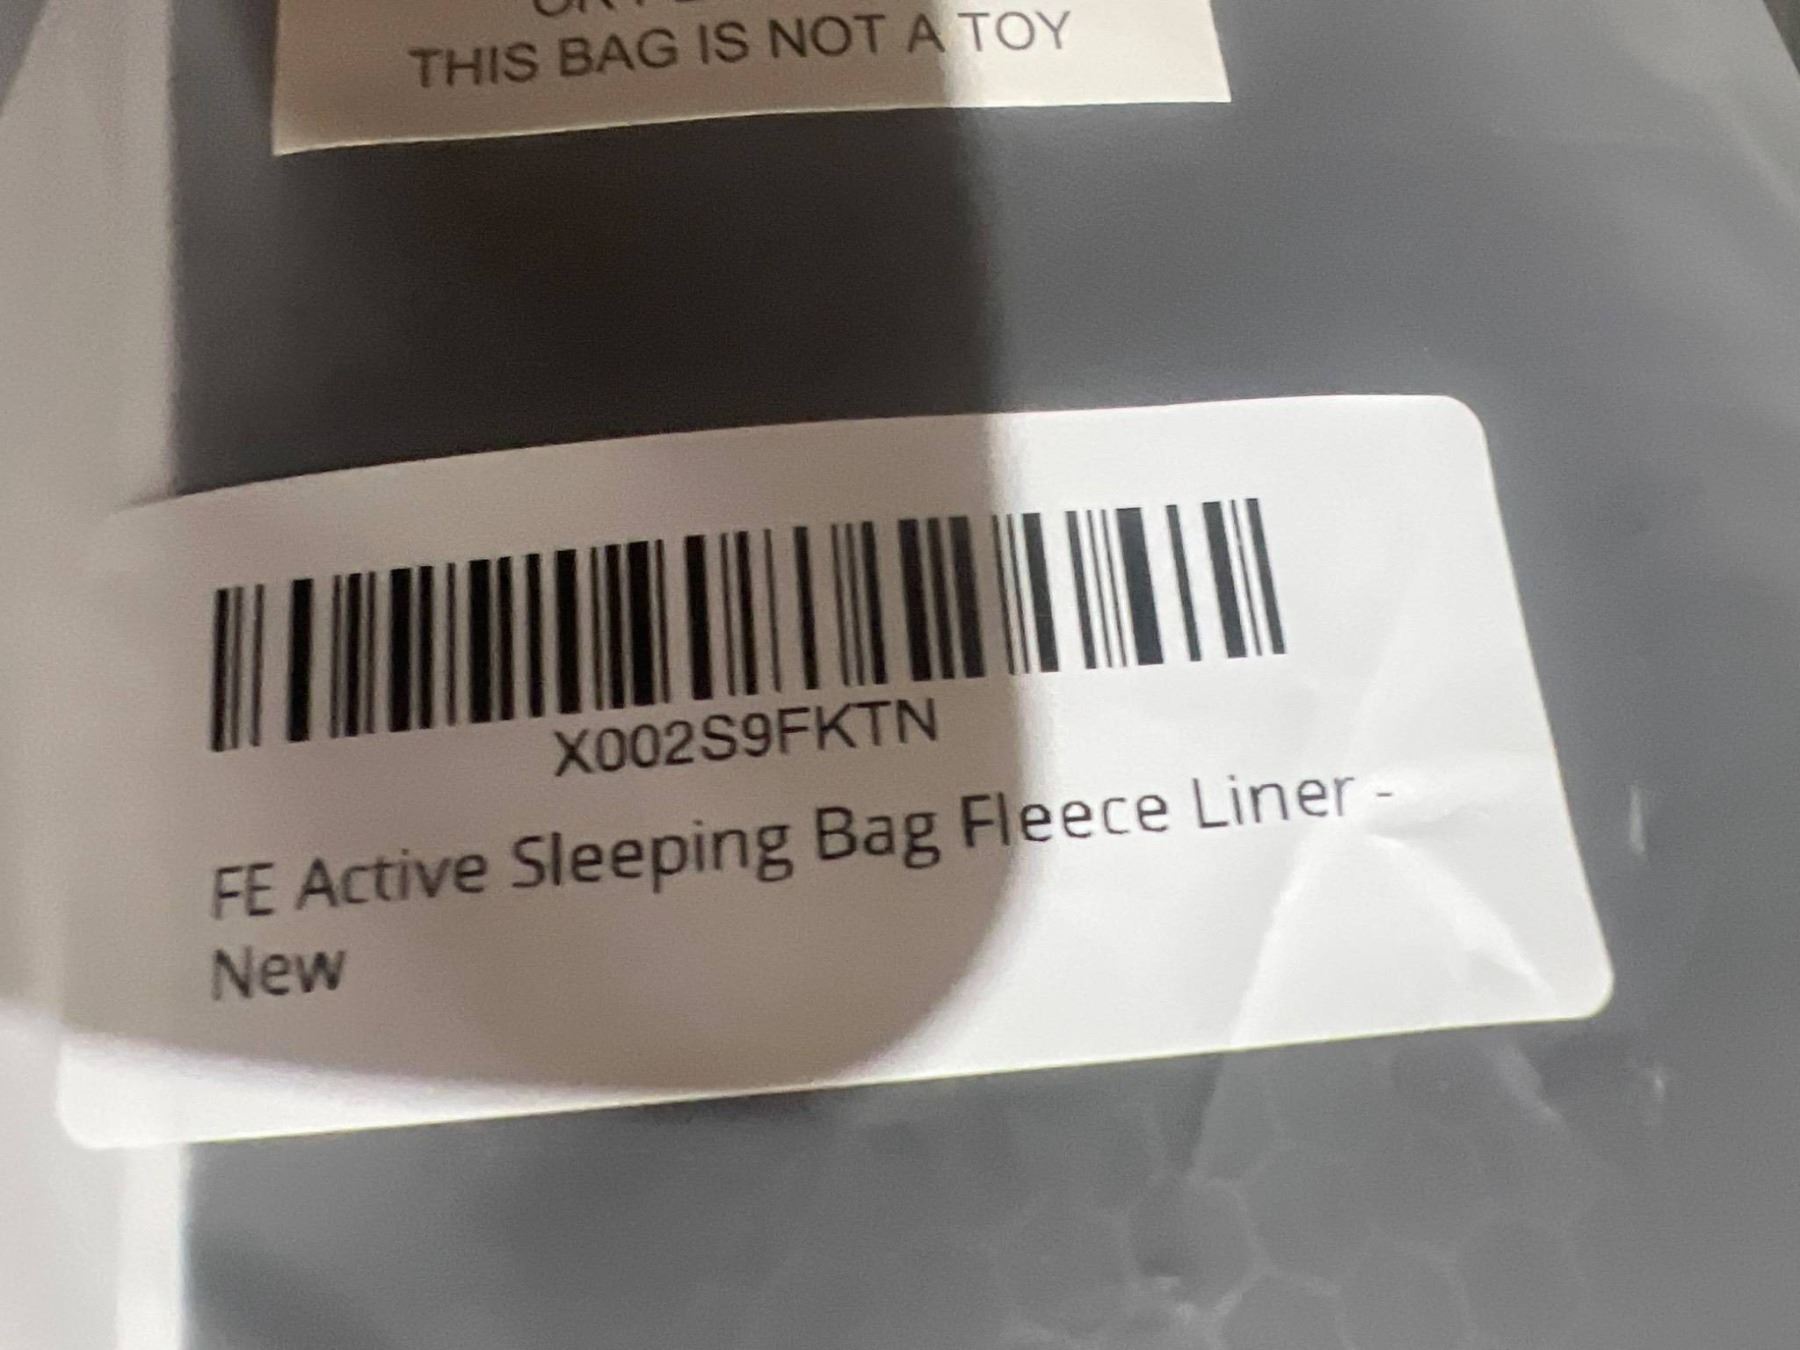 THIS BAG IS NOT A TOY
X002S9FKTN
FE Active Sleeping Bag Fleece Liner -
New